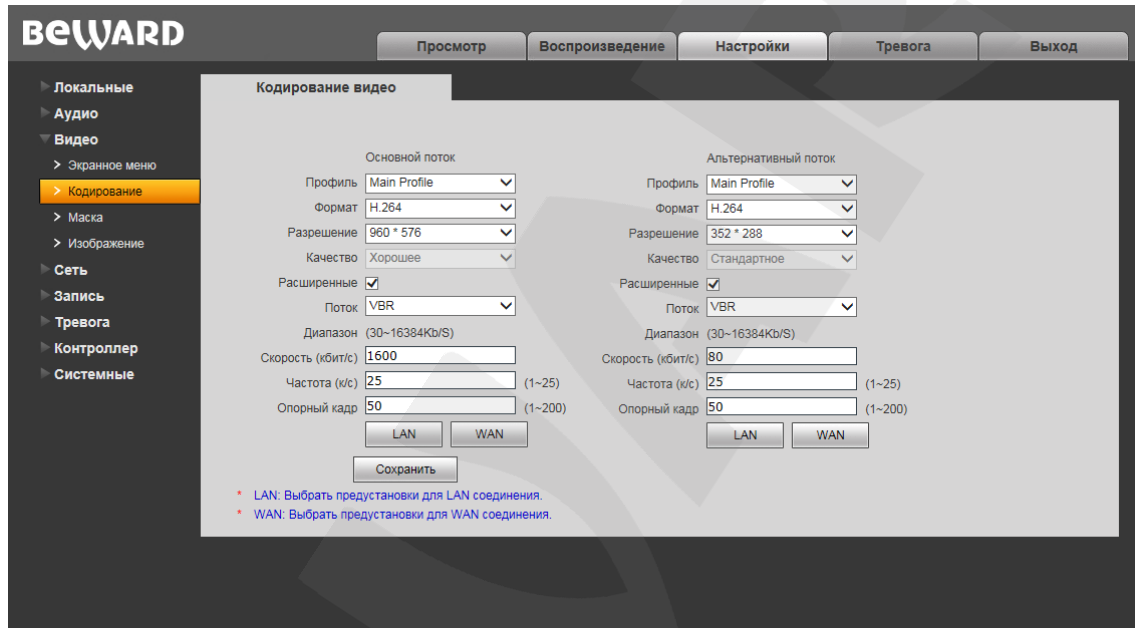 BEWARD
Просмотр Воспроизведение Настройки Тревога Выход
Локальные
Аудио
Видео
Экранное меню
Кодирование
Маска
Изображение
Сеть
Запись
Тревога
Контроллер
Системные
Кодирование видео
Основной поток
Профиль Main Profile
Формат H.264
Разрешение 960 * 576
Качество Хорошее
Расширенные
Поток VBR
Диапазон (30~16384Kb/S)
Скорость (кбит/с) 1600
Частота (к/с) 25 (1~25)
Опорный кадр 50 (1~200)
LAN WAN
Альтернативный поток
Профиль Main Profile
Формат H.264
Разрешение 352 * 288
Качество Стандартное
Расширенные
Поток VBR
Диапазон (30~16384Kb/S)
Скорость (кбит/с) 80
Частота (к/с) 25 (1~25)
Опорный кадр 50 (1~200)
LAN WAN
Сохранить
* LAN: Выбрать предустановки для LAN соединения.
* WAN: Выбрать предустановки для WAN соединения.